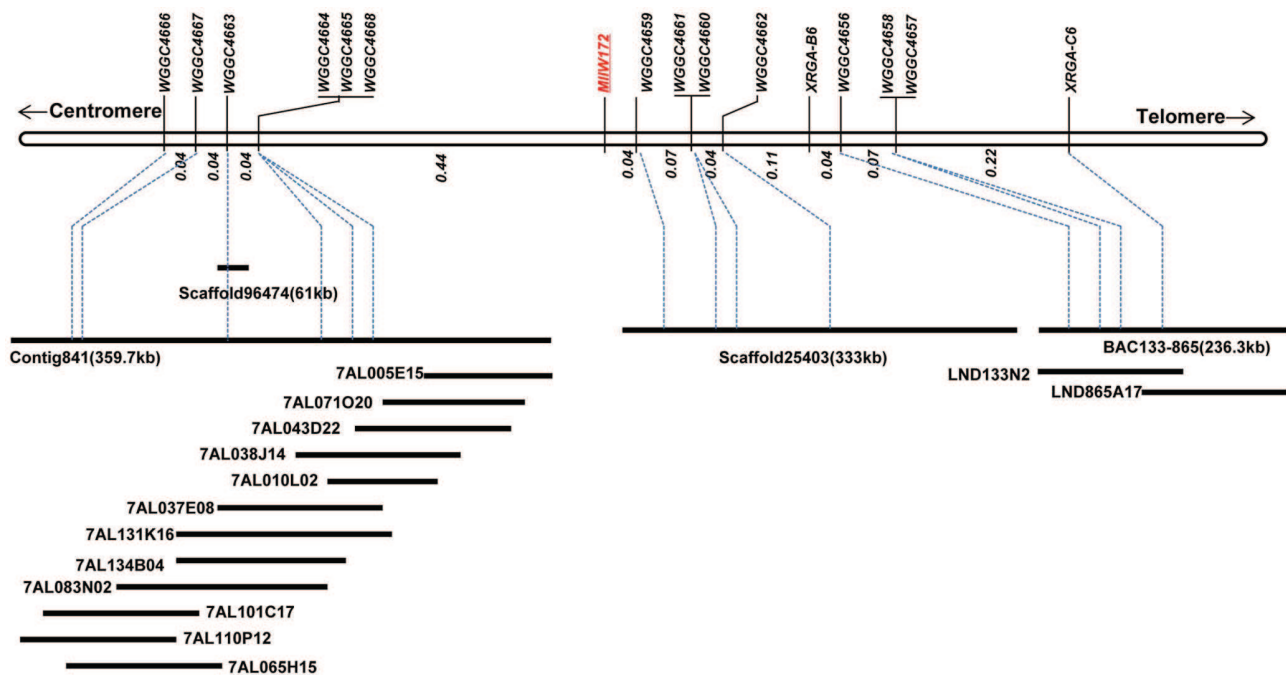 WGGC4666
WGGC4667
WGGC4663
WGGC4664
WGGC4665
WGGC4668
MlIW172
WGGC4659
WGGC4661
WGGC4660
WGGC4662
XRGA-B6
WGGC4656
WGGC4658
WGGC4657
XRGA-C6
Centromere
Telomere
0.04
0.04
0.04
0.44
0.04
0.07
0.04
0.11
0.04
0.07
0.22
Scaffold96474(61kb)
Contig841(359.7kb)
Scaffold25403(333kb)
BAC133-865(236.3kb)
7AL005E15
LND133N2
LND865A17
7AL071O20
7AL043D22
7AL038J14
7AL010L02
7AL037E08
7AL131K16
7AL134B04
7AL083N02
7AL101C17
7AL110P12
7AL065H15